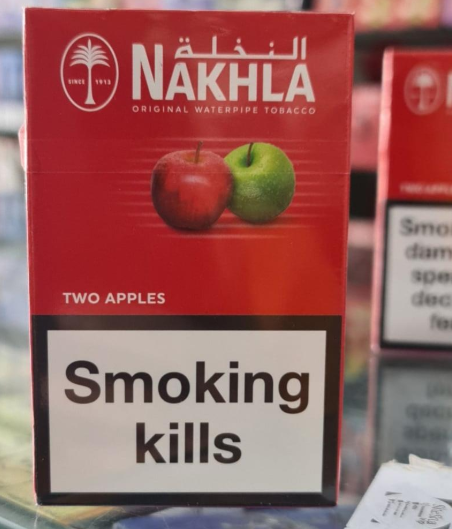 النخلة
SINCE 1913
NAKHLA
ORIGINAL WATERPIPE TOBACCO
TWO APPLES
Smoking
kills